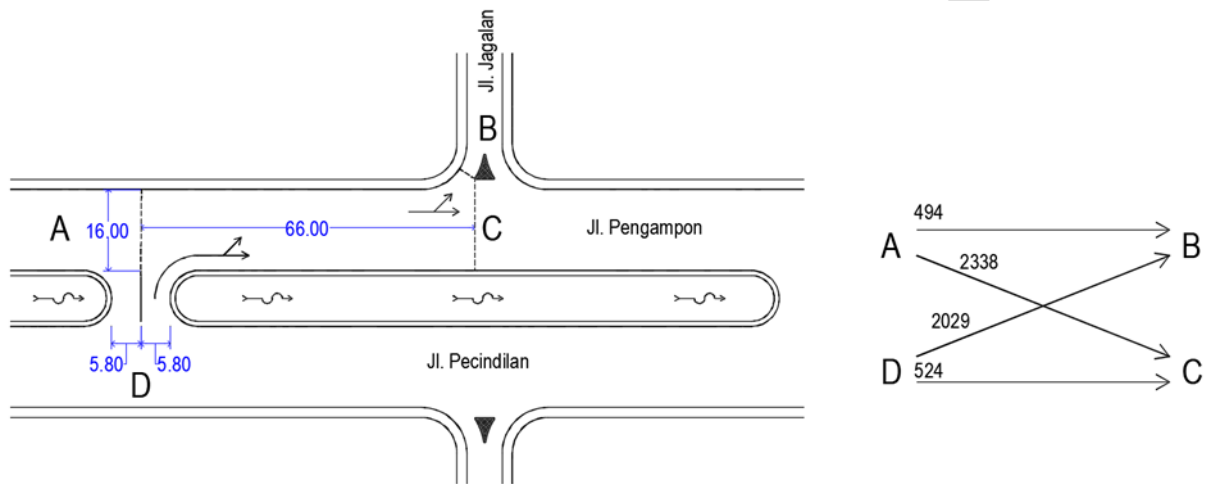 Jl. Jagalan
B
A
16.00
66.00
C
Jl. Pengampon
5.80
5.80
D
Jl. Pecindilan
494
A
B
2338
2029
D
524
C